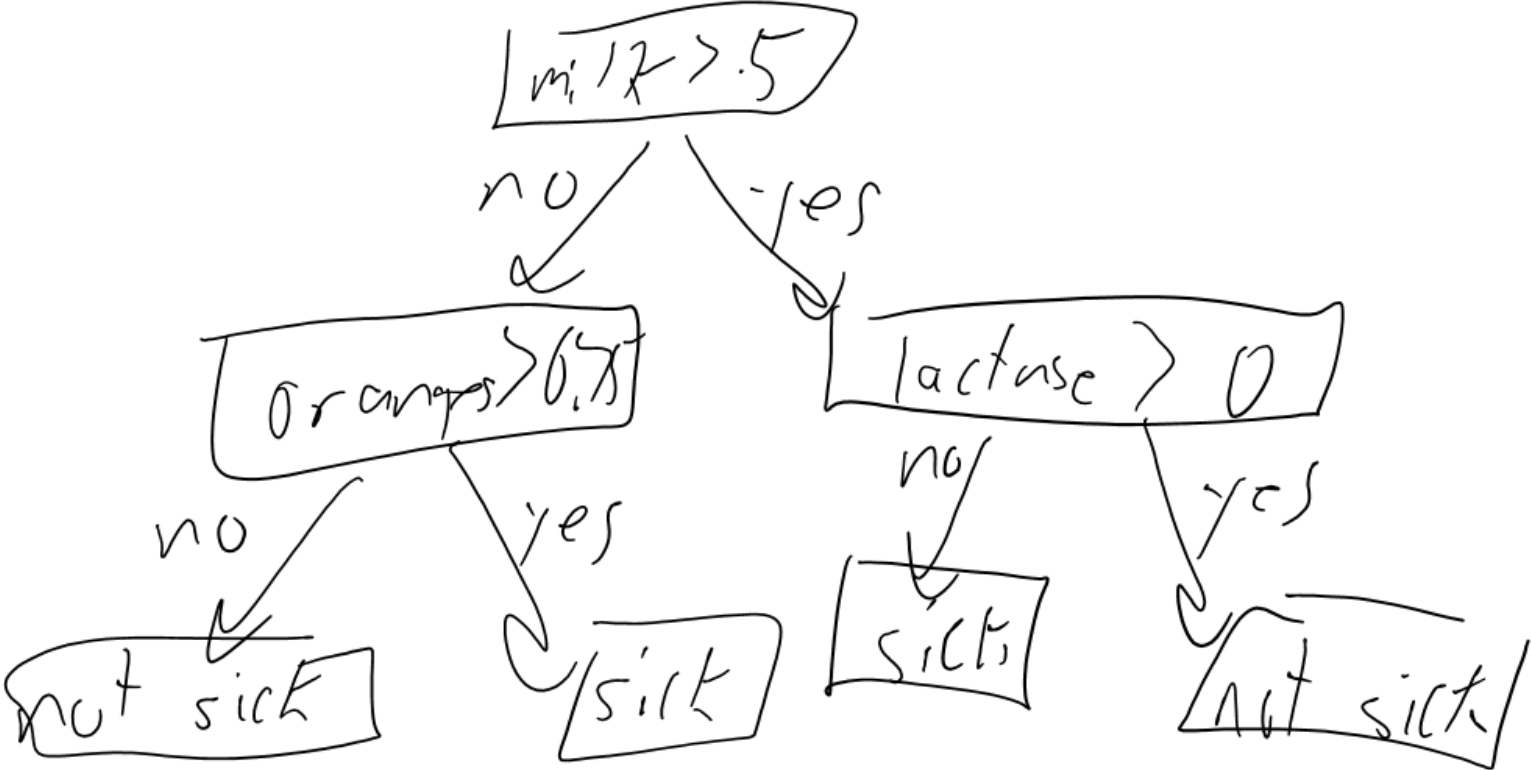 milk > .5
no
yes
oranges > 0.75
lactase > 0
no
yes
no
yes
not sick
sick
sick
not sick